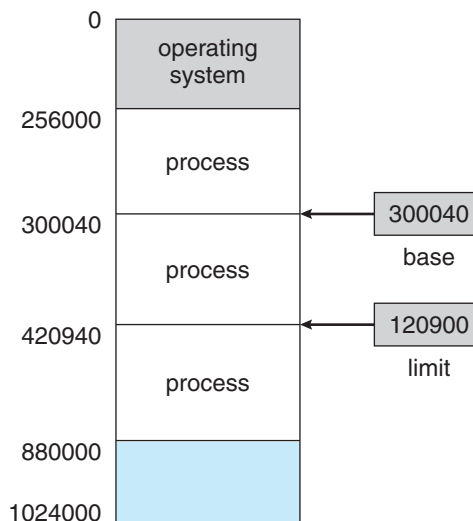 0
operating
system
256000
process
300040
300040
base
process
420940
120900
limit
process
880000
1024000